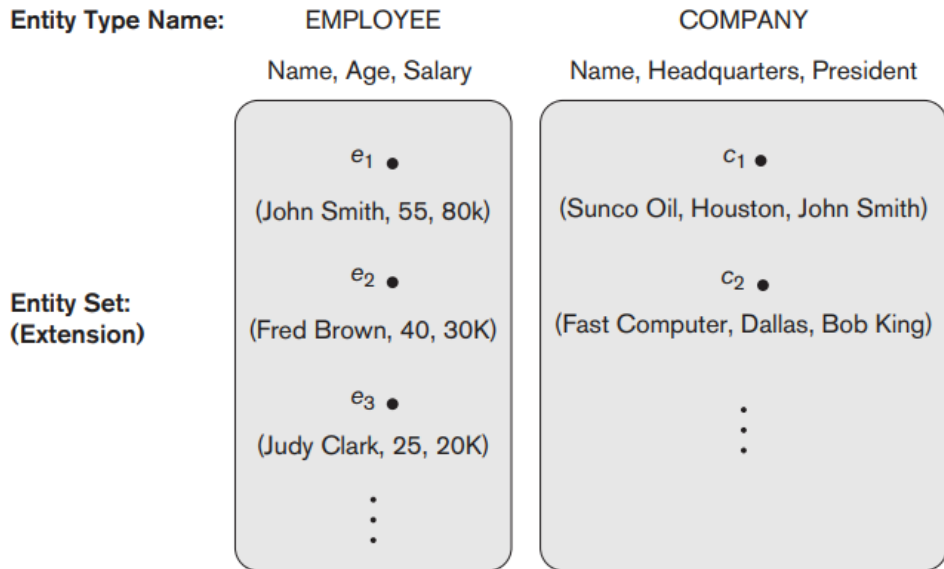 Entity Type Name: EMPLOYEE COMPANY
Name, Age, Salary Name, Headquarters, President
e1 c1
(John Smith, 55, 80k) (Sunco Oil, Houston, John Smith)
e2 c2
Entity Set: (Fast Computer, Dallas, Bob King)
(Extension) (Fred Brown, 40, 30K)
e3
(Judy Clark, 25, 20K)